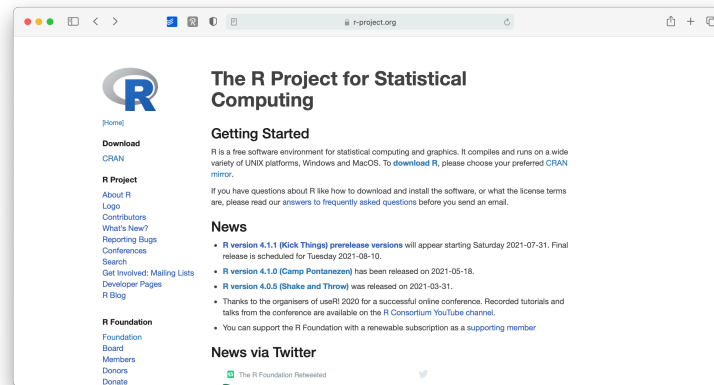 r-project.org
R
[Home]
Download
CRAN
R Project
About R
Logo
Contributors
What's New?
Reporting Bugs
Conferences
Search
Get Involved: Mailing Lists
Developer Pages
R Blog
R Foundation
Foundation
Board
Members
Donors
Donate
The R Project for Statistical
Computing
Getting Started
R is a free software environment for statistical computing and graphics. It compiles and runs on a wide
variety of UNIX platforms, Windows and MacOS. To download R, please choose your preferred CRAN
mirror.
If you have questions about R like how to download and install the software, or what the license terms
are, please read our answers to frequently asked questions before you send an email.
News
• R version 4.1.1 (Kick Things) prerelease versions will appear starting Saturday 2021-07-31. Final
release is scheduled for Tuesday 2021-08-10.
• R version 4.1.0 (Camp Pontanezen) has been released on 2021-05-18.
• R version 4.0.5 (Shake and Throw) was released on 2021-03-31.
• Thanks to the organisers of useR! 2020 for a successful online conference. Recorded tutorials and
talks from the conference are available on the R Consortium YouTube channel.
• You can support the R Foundation with a renewable subscription as a supporting member
News via Twitter
The R Foundation Retweeted